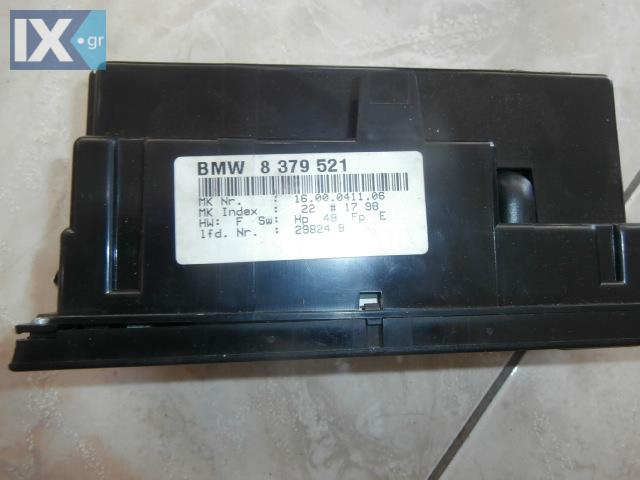 IX.gr
BMW 8 379 521
MK Nr. : 16.00.0411.06
MK Index : 22 # 17 98
HW: F Sw: Hp 48 Fp E
lfd. Nr. : 29824 B